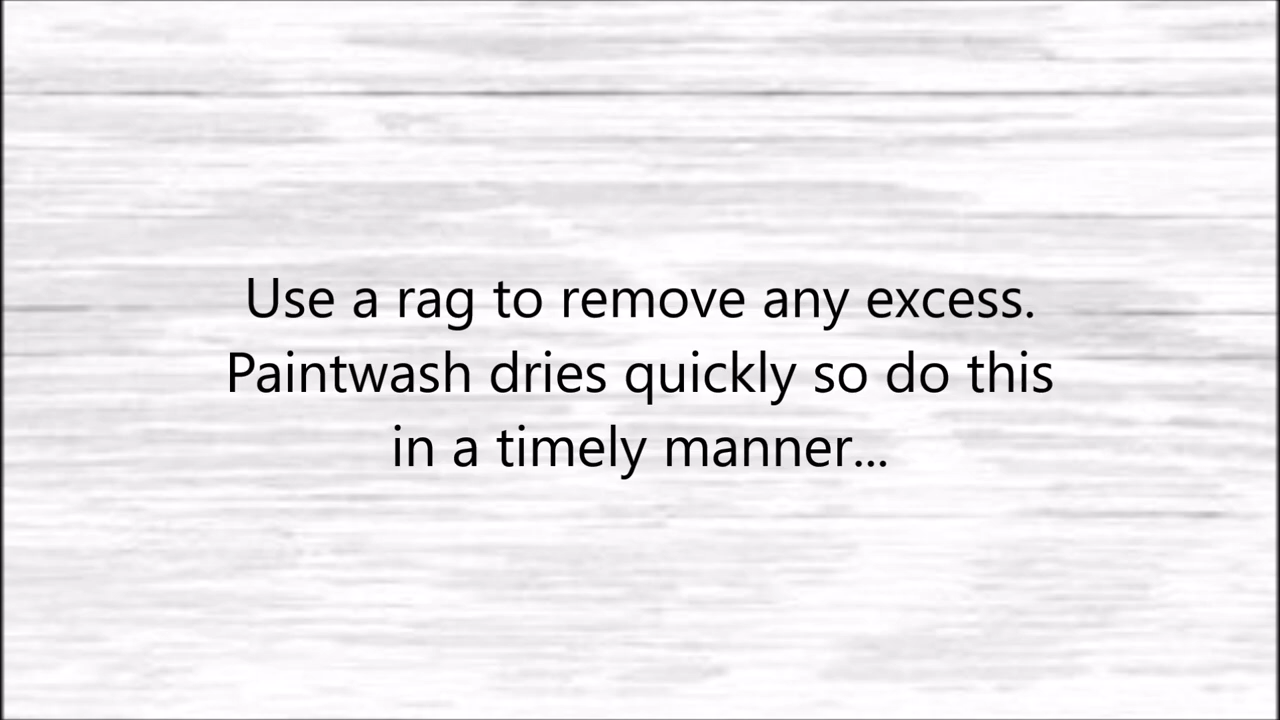 Use a rag to remove any excess.
Paintwash dries quickly so do this
in a timely manner...